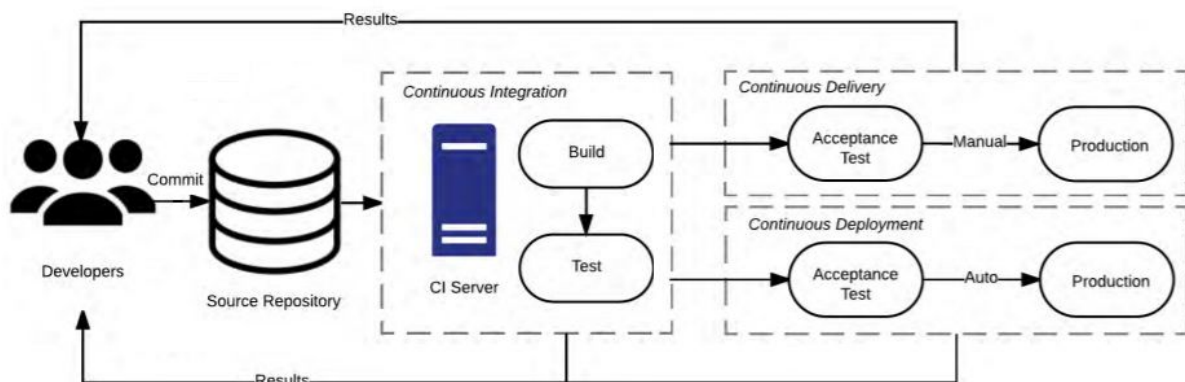 Results
Continuous Integration
Continuous Delivery
Build
Acceptance
Test
Manual
Production
Commit
Continuous Deployment
Developers
Source Repository
CI Server
Test
Acceptance
Test
Auto
Production
Results